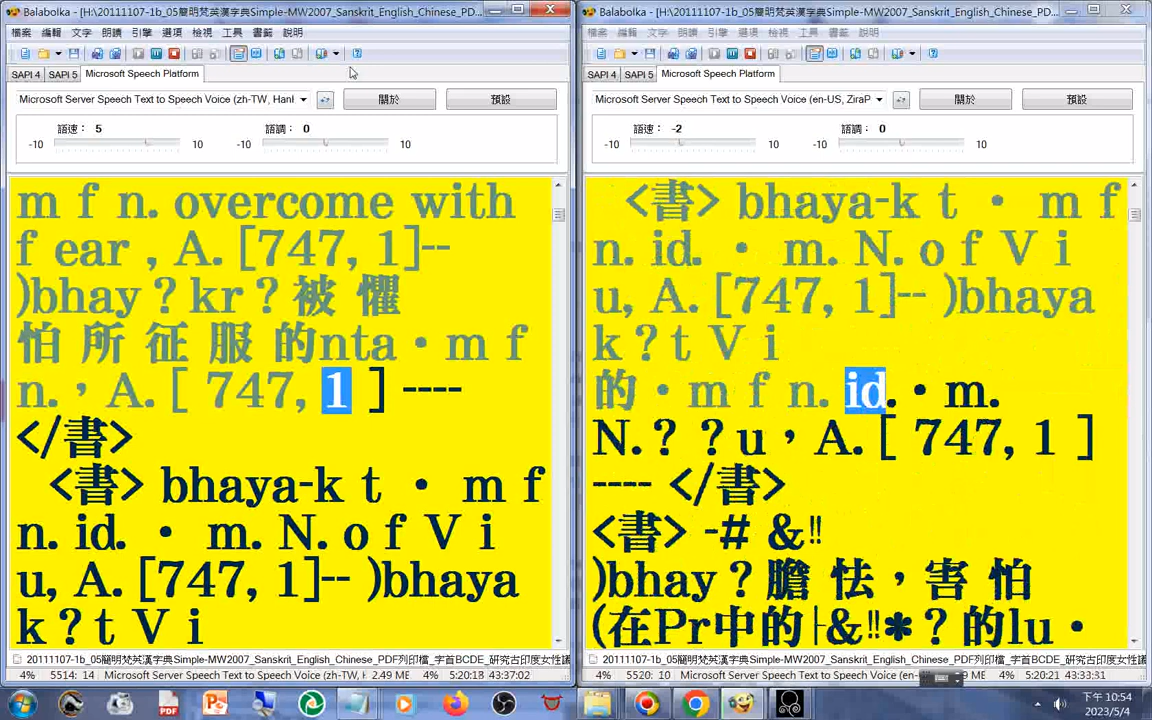 Balabolka - [H:\20111107-1b_05簡明梵英漢字典Simple-MW2007_Sanskrit_English_Chinese_PD...
檔案 編輯 文字 朗讀 引擎 選項 檢視 工具 書籤 說明
SAPI 4 SAPI 5 Microsoft Speech Platform
Microsoft Server Speech Text to Speech Voice (zh-TW, Hanl
關於 預設
語速： 5 語調： 0
-10 10 -10 10
m f n. overcome with
f ear , A. [747, 1]--
)bhay？kr？被 懼
怕 所 征 服 的nta・m f
n.，A. [ 747, 1 ] ----
</書>
<書> bhaya-k t ・ m f
n. id. ・ m. N. o f V i
u, A. [747, 1]-- )bhaya
k？t V i
20111107-1b_05簡明梵英漢字典Simple-MW2007_Sanskrit_English_Chinese_PDF列印檔_字首BCDE_研究古印度女性議
4% 5514: 14 Microsoft Server Speech Text to Speech Voice (zh-TW, H 2.49 ME 4% 5:20:18 43:37:02
Balabolka - [H:\20111107-1b_05簡明梵英漢字典Simple-MW2007_Sanskrit_English_Chinese_PD...
檔案 編輯 文字 朗讀 引擎 選項 檢視 工具 書籤 說明
SAPI 4 SAPI 5 Microsoft Speech Platform
Microsoft Server Speech Text to Speech Voice (en-US, ZiraP
關於 預設
語速： -2 語調： 0
-10 10 -10 10
<書> bhaya-k t ・ m f
n. id. ・ m. N. o f V i
u, A. [747, 1]-- )bhaya
k？t V i
的 ・m f n. id.・m.
N.？？u，A. [ 747, 1 ]
---- </書>
<書> -# &‼
)bhay？膽 怯，害 怕
(在Pr中的├&‼*？的lu・
20111107-1b_05簡明梵英漢字典Simple-MW2007_Sanskrit_English_Chinese_PDF列印檔_字首BCDE_研究古印度女性議
4% 5520: 10 Microsoft Server Speech Text to Speech Voice (en-US, ME 4% 5:20:21 43:33:31
下午 10:54
2023/5/4